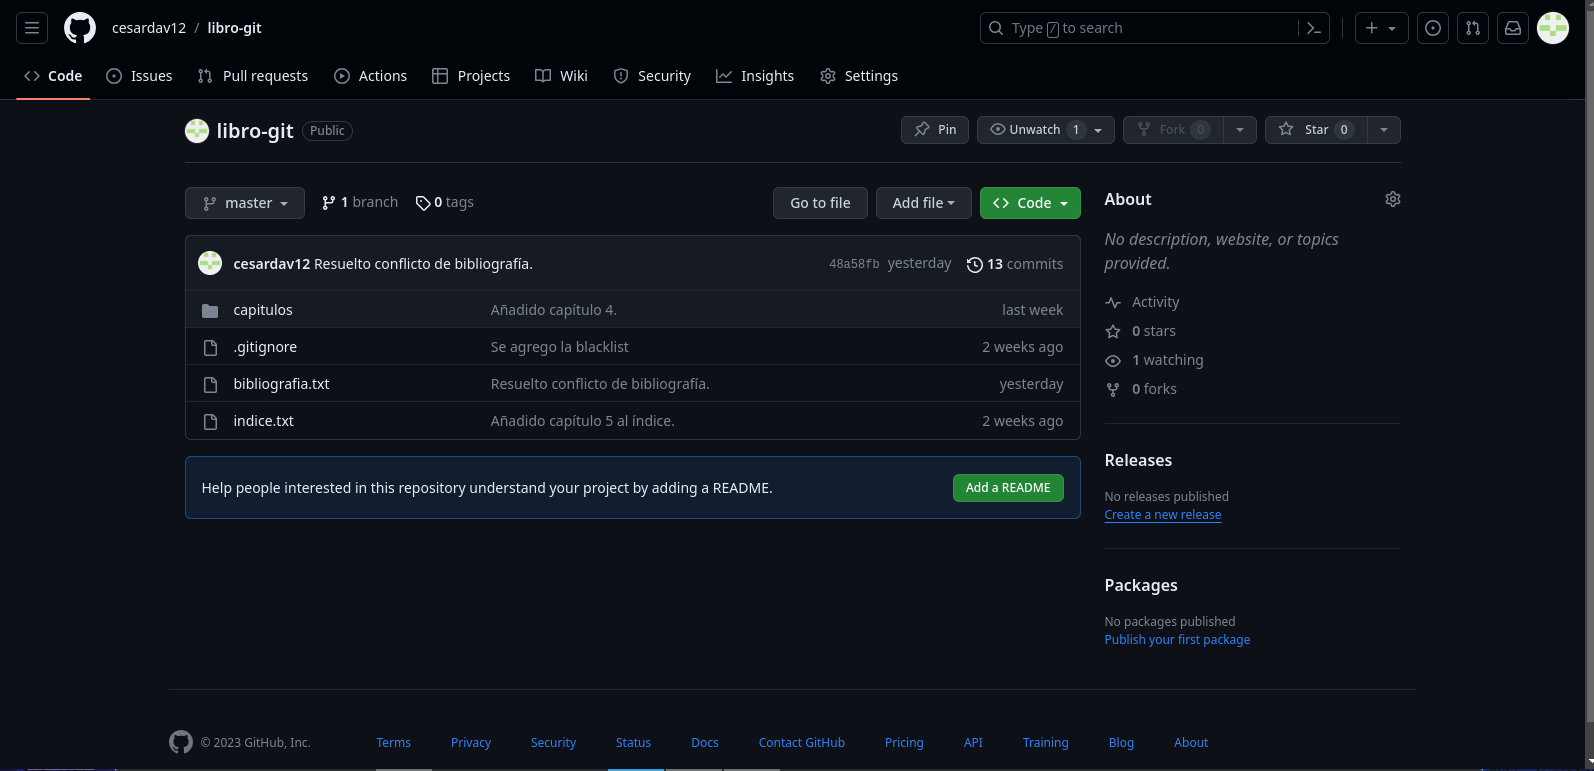 cesardav12 / libro-git
Type / to search
Code Issues Pull requests Actions Projects Wiki Security Insights Settings
libro-git Public
Pin Unwatch 1 Fork 0 Star 0
master 1 branch 0 tags Go to file Add file Code
cesardav12 Resuelto conflicto de bibliografía. 48a58fb yesterday 13 commits
capitulos Añadido capítulo 4. last week
.gitignore Se agrego la blacklist 2 weeks ago
bibliografia.txt Resuelto conflicto de bibliografía. yesterday
indice.txt Añadido capítulo 5 al índice. 2 weeks ago
Help people interested in this repository understand your project by adding a README. Add a README
About
No description, website, or topics
provided.
Activity
0 stars
1 watching
0 forks
Releases
No releases published
Create a new release
Packages
No packages published
Publish your first package
© 2023 GitHub, Inc. Terms Privacy Security Status Docs Contact GitHub Pricing API Training Blog About